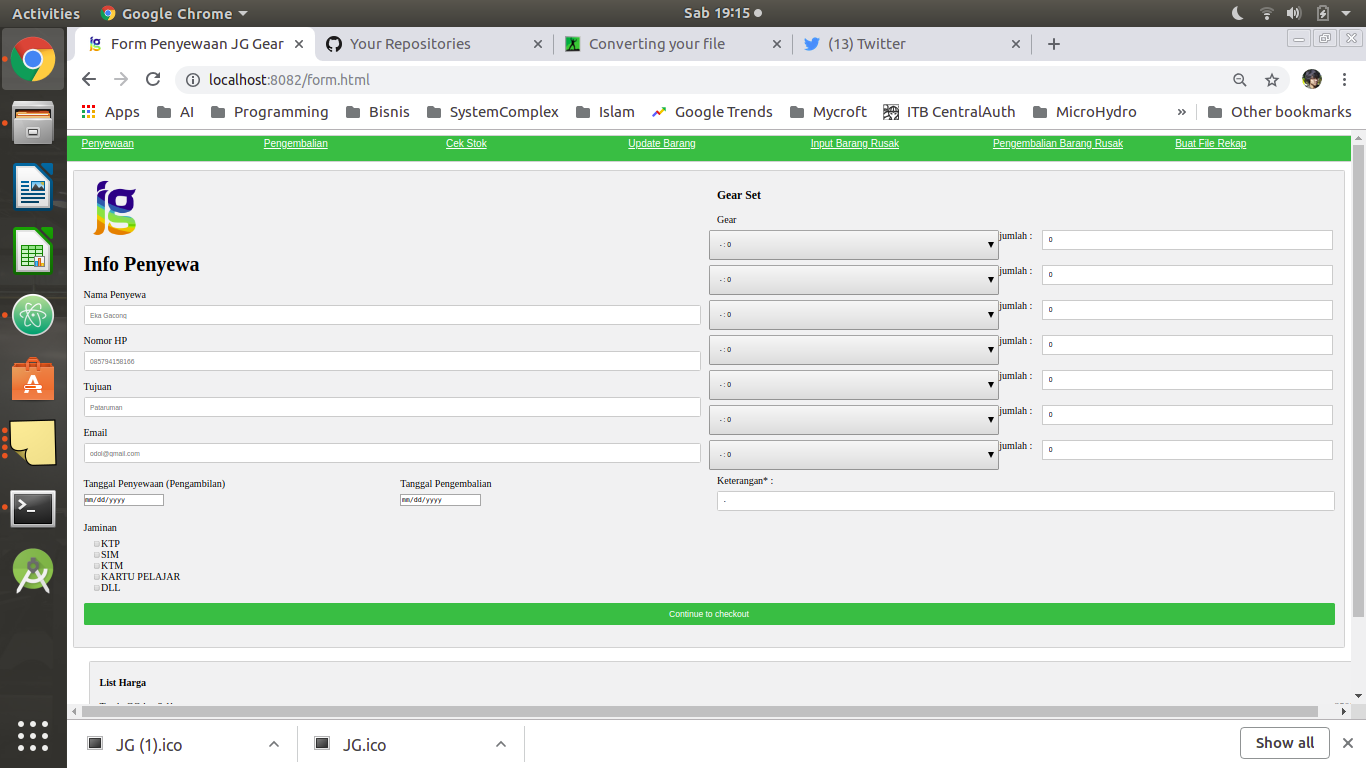 Activities Google Chrome Sab 19:15
Form Penyewaan JG Gear Your Repositories Converting your file (13) Twitter
localhost:8082/form.html
Apps AI Programming Bisnis SystemComplex Islam Google Trends Mycroft ITB CentralAuth MicroHydro » Other bookmarks
Penyewaan Pengembalian Cek Stok Update Barang Input Barang Rusak Pengembalian Barang Rusak Buat File Rekap
jg
Info Penyewa
Nama Penyewa
Eka Gacong
Nomor HP
085794158166
Tujuan
Pataruman
Email
odol@gmail.com
Tanggal Penyewaan (Pengambilan) Tanggal Pengembalian
mm/dd/yyyy mm/dd/yyyy
Jaminan
KTP
SIM
KTM
KARTU PELAJAR
DLL
Gear Set
Gear
- : 0 jumlah : 0
- : 0 jumlah : 0
- : 0 jumlah : 0
- : 0 jumlah : 0
- : 0 jumlah : 0
- : 0 jumlah : 0
- : 0 jumlah : 0
Keterangan* :
-
Continue to checkout
List Harga
JG (1).ico JG.ico Show all